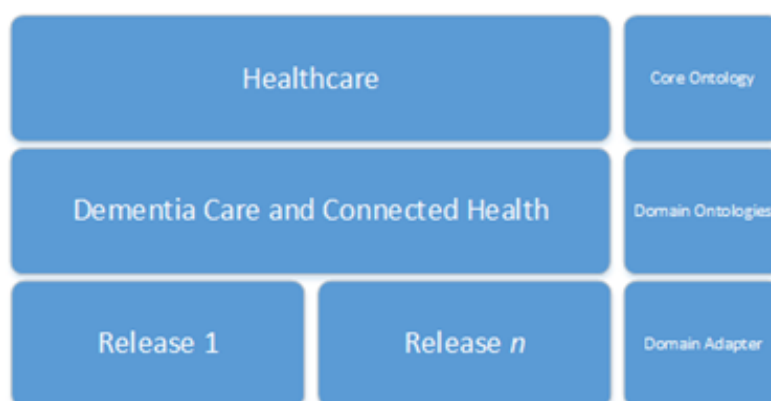 Healthcare
Core Ontology
Dementia Care and Connected Health
Domain Ontologies
Release 1
Release n
Domain Adapter